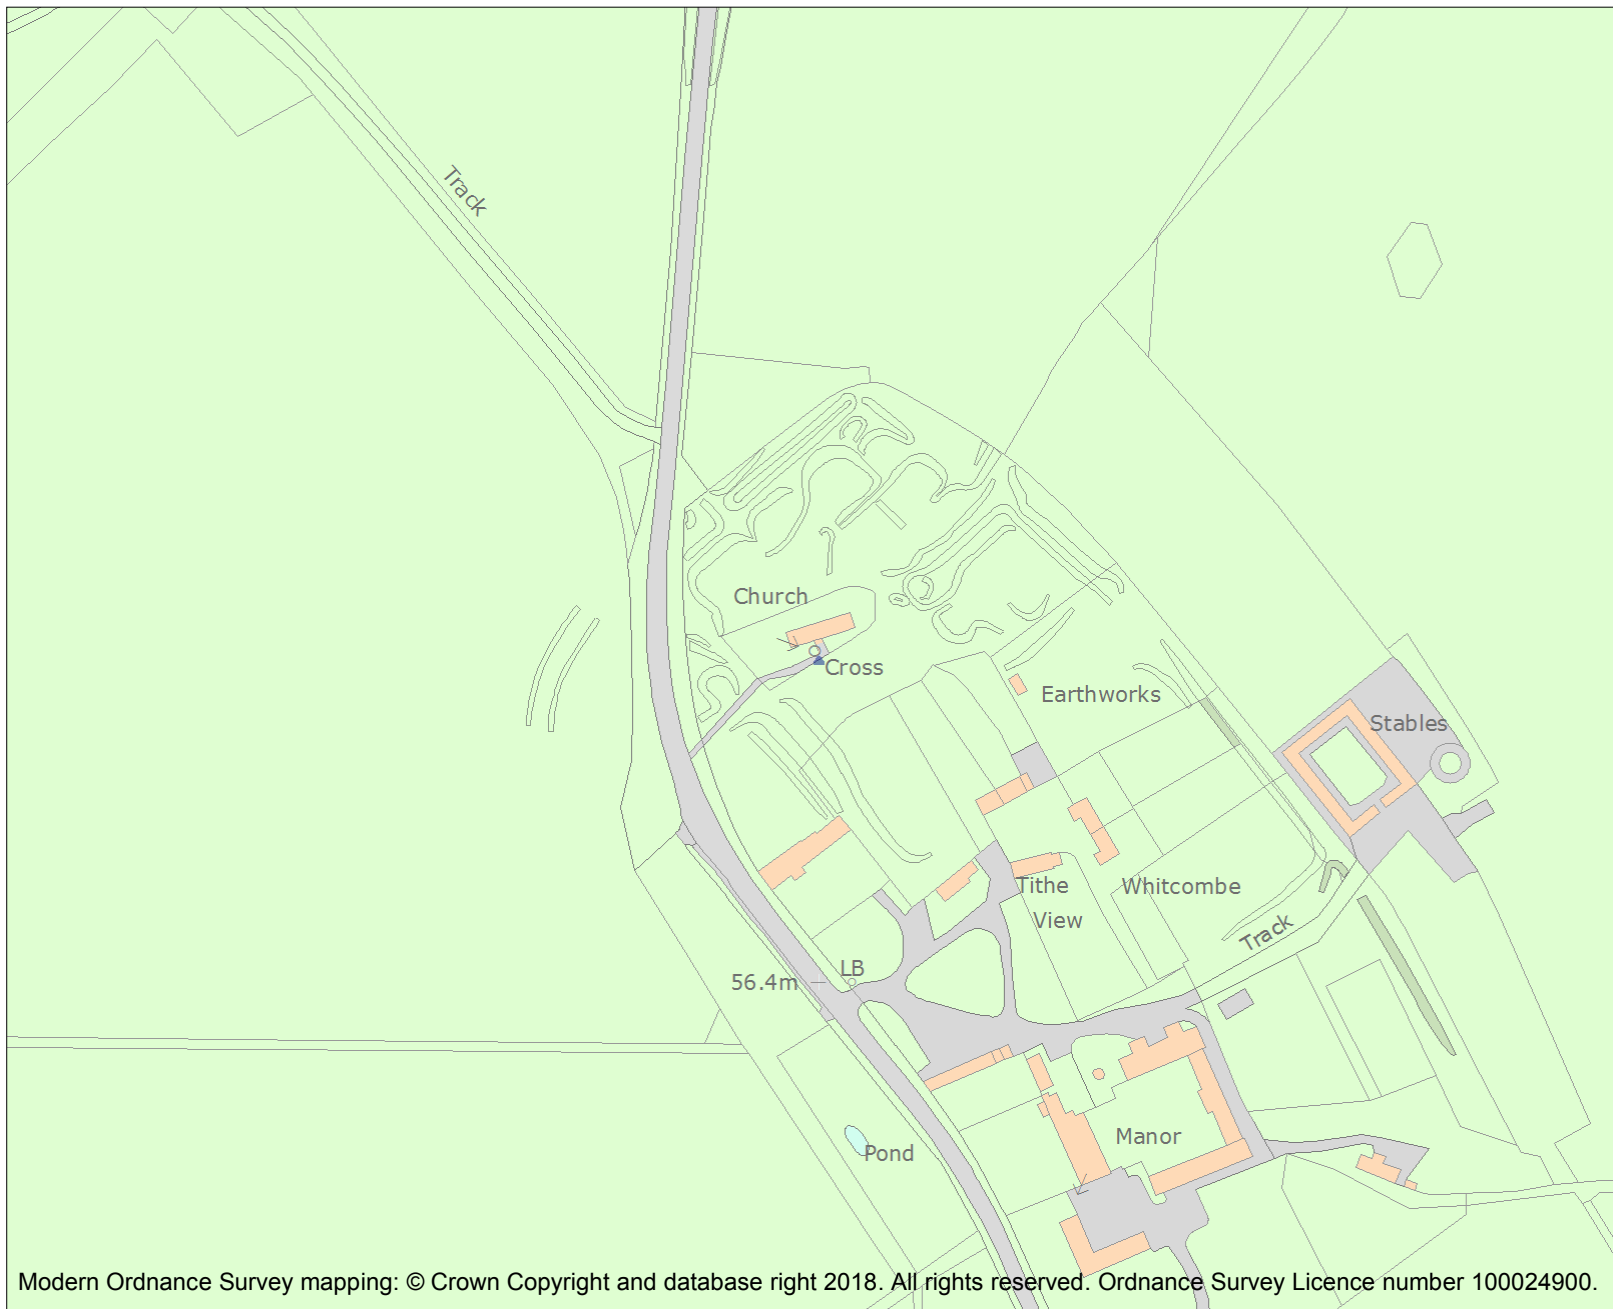 Track
Church
Cross
Earthworks
Stables
Tithe
View
Whitcombe
Track
LB
56.4m
Manor
Pond
Modern Ordnance Survey mapping: © Crown Copyright and database right 2018. All rights reserved. Ordnance Survey Licence number 100024900.